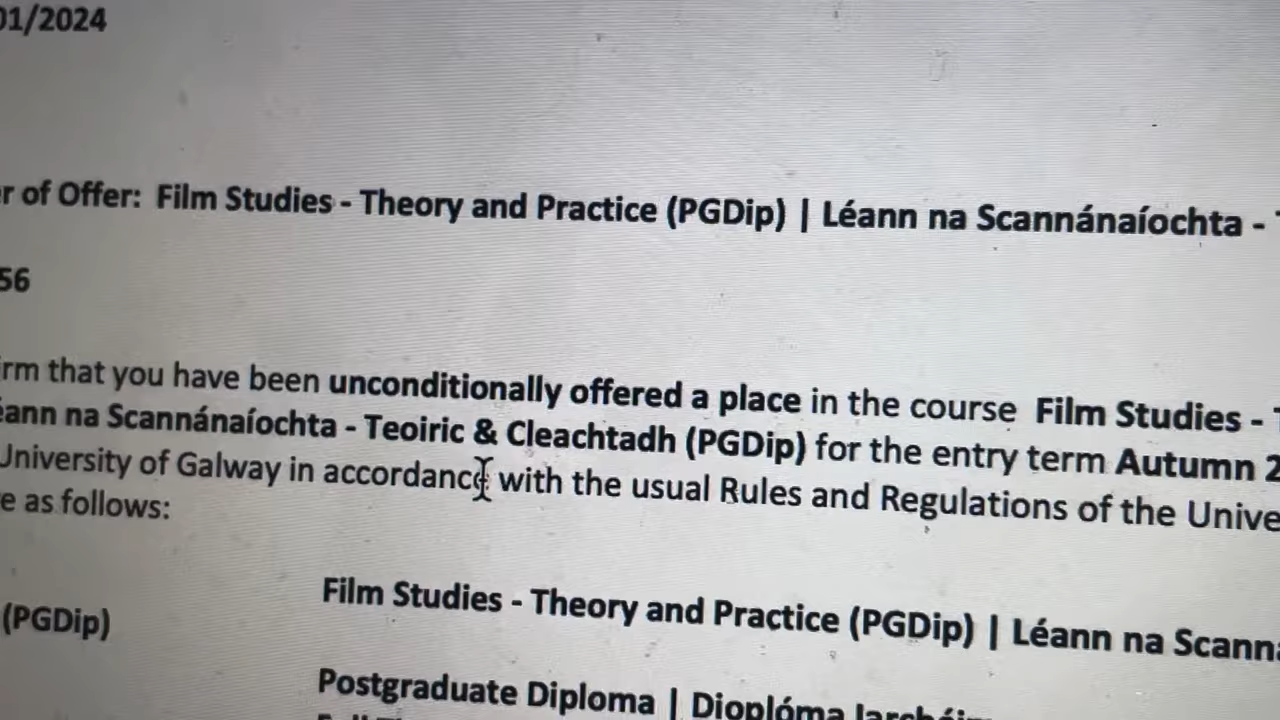 01/2024
r of Offer: Film Studies - Theory and Practice (PGDip) | Léann na Scannánaíochta -
56
rm that you have been unconditionally offered a place in the course Film Studies -
éann na Scannánaíochta - Teoiric & Cleachtadh (PGDip) for the entry term Autumn 2
University of Galway in accordance with the usual Rules and Regulations of the Unive
e as follows:
Film Studies - Theory and Practice (PGDip) | Léann na Scanna
(PGDip)
Postgraduate Diploma | Dioplóma Iarchéim